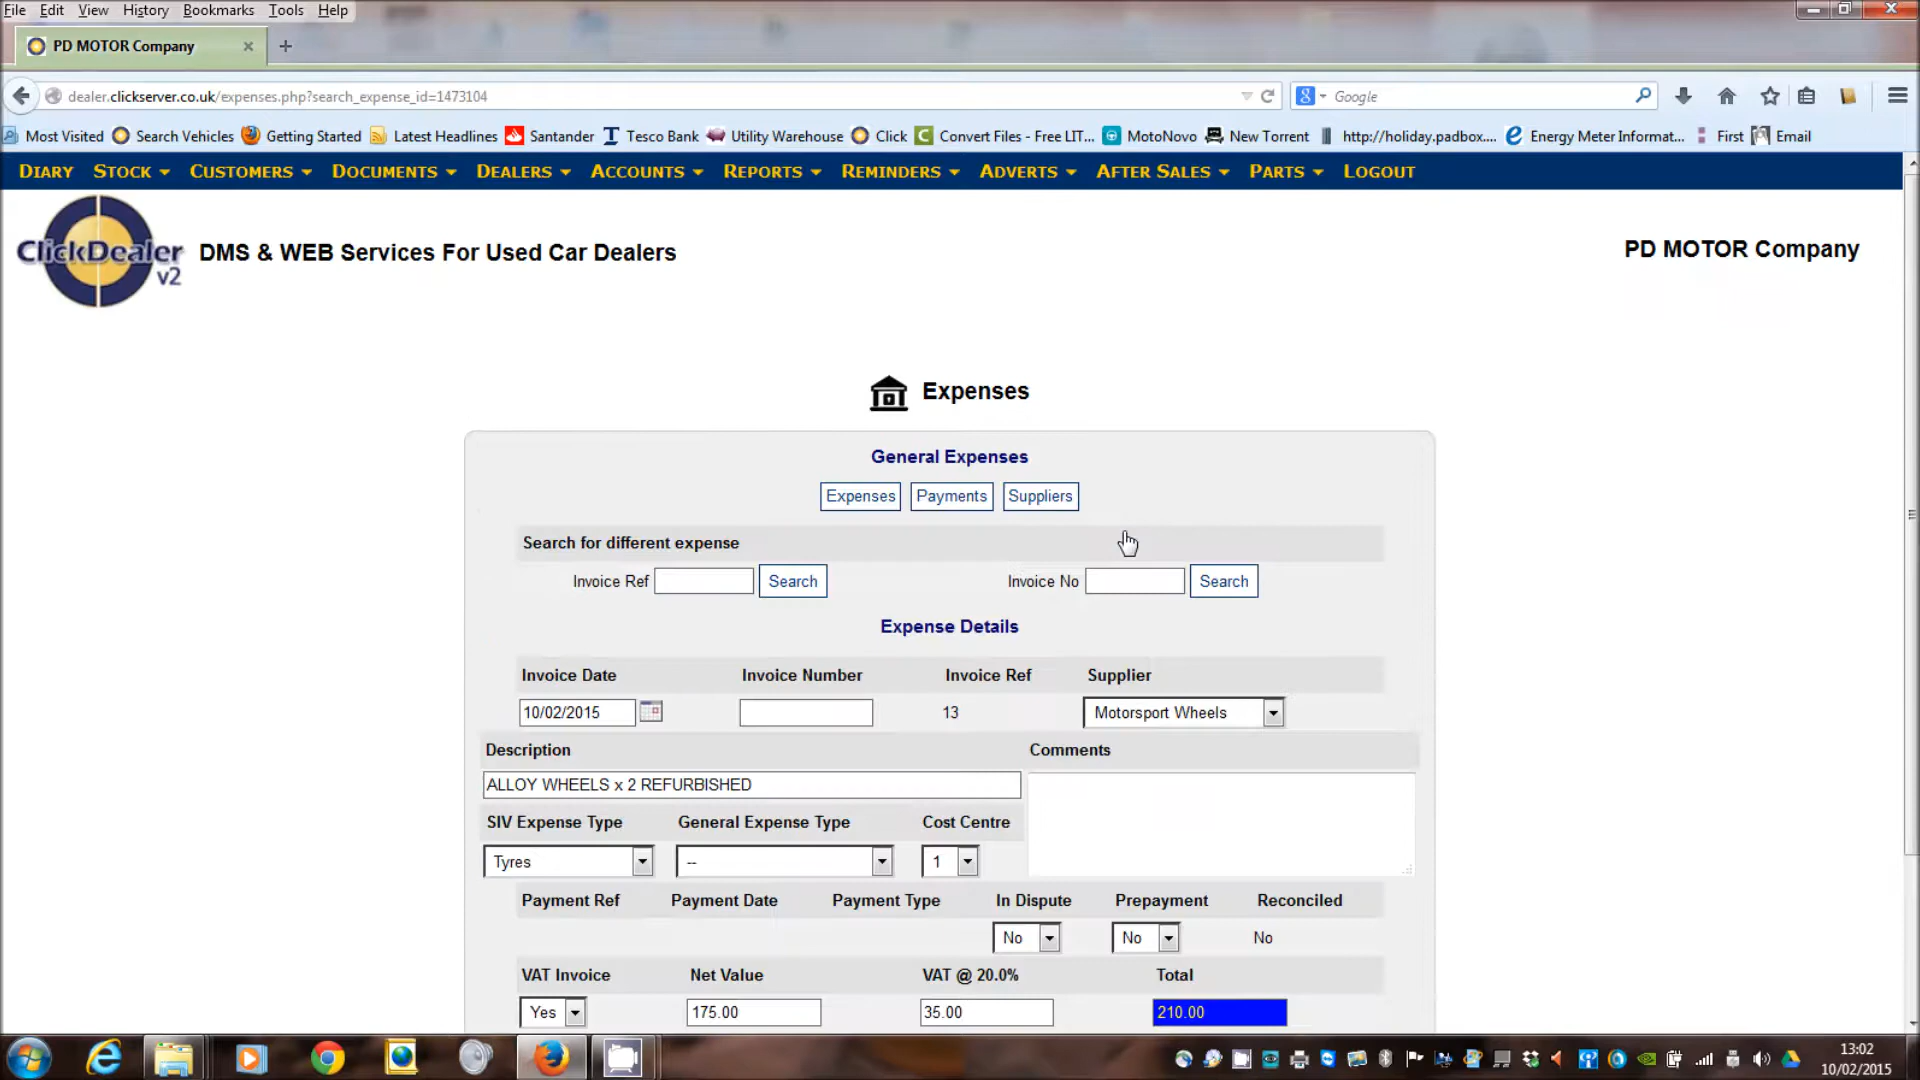 File Edit View History Bookmarks Tools Help
PD MOTOR Company
dealer.clickserver.co.uk/expenses.php?search_expense_id=1473104
Google
Most Visited Search Vehicles Getting Started Latest Headlines Santander Tesco Bank Utility Warehouse Click Convert Files - Free LIT... MotoNovo New Torrent http://holiday.padbox.... Energy Meter Informat... First Email
DIARY STOCK CUSTOMERS DOCUMENTS DEALERS ACCOUNTS REPORTS REMINDERS ADVERTS AFTER SALES PARTS LOGOUT
ClickDealer v2
DMS & WEB Services For Used Car Dealers
PD MOTOR Company
Expenses
General Expenses
Expenses Payments Suppliers
Search for different expense
Invoice Ref Search Invoice No Search
Expense Details
Invoice Date Invoice Number Invoice Ref Supplier
10/02/2015 13 Motorsport Wheels
Description Comments
ALLOY WHEELS x 2 REFURBISHED
SIV Expense Type General Expense Type Cost Centre
Tyres -- 1
Payment Ref Payment Date Payment Type In Dispute Prepayment Reconciled
No No No
VAT Invoice Net Value VAT @ 20.0% Total
Yes 175.00 35.00 210.00
13:02
10/02/2015